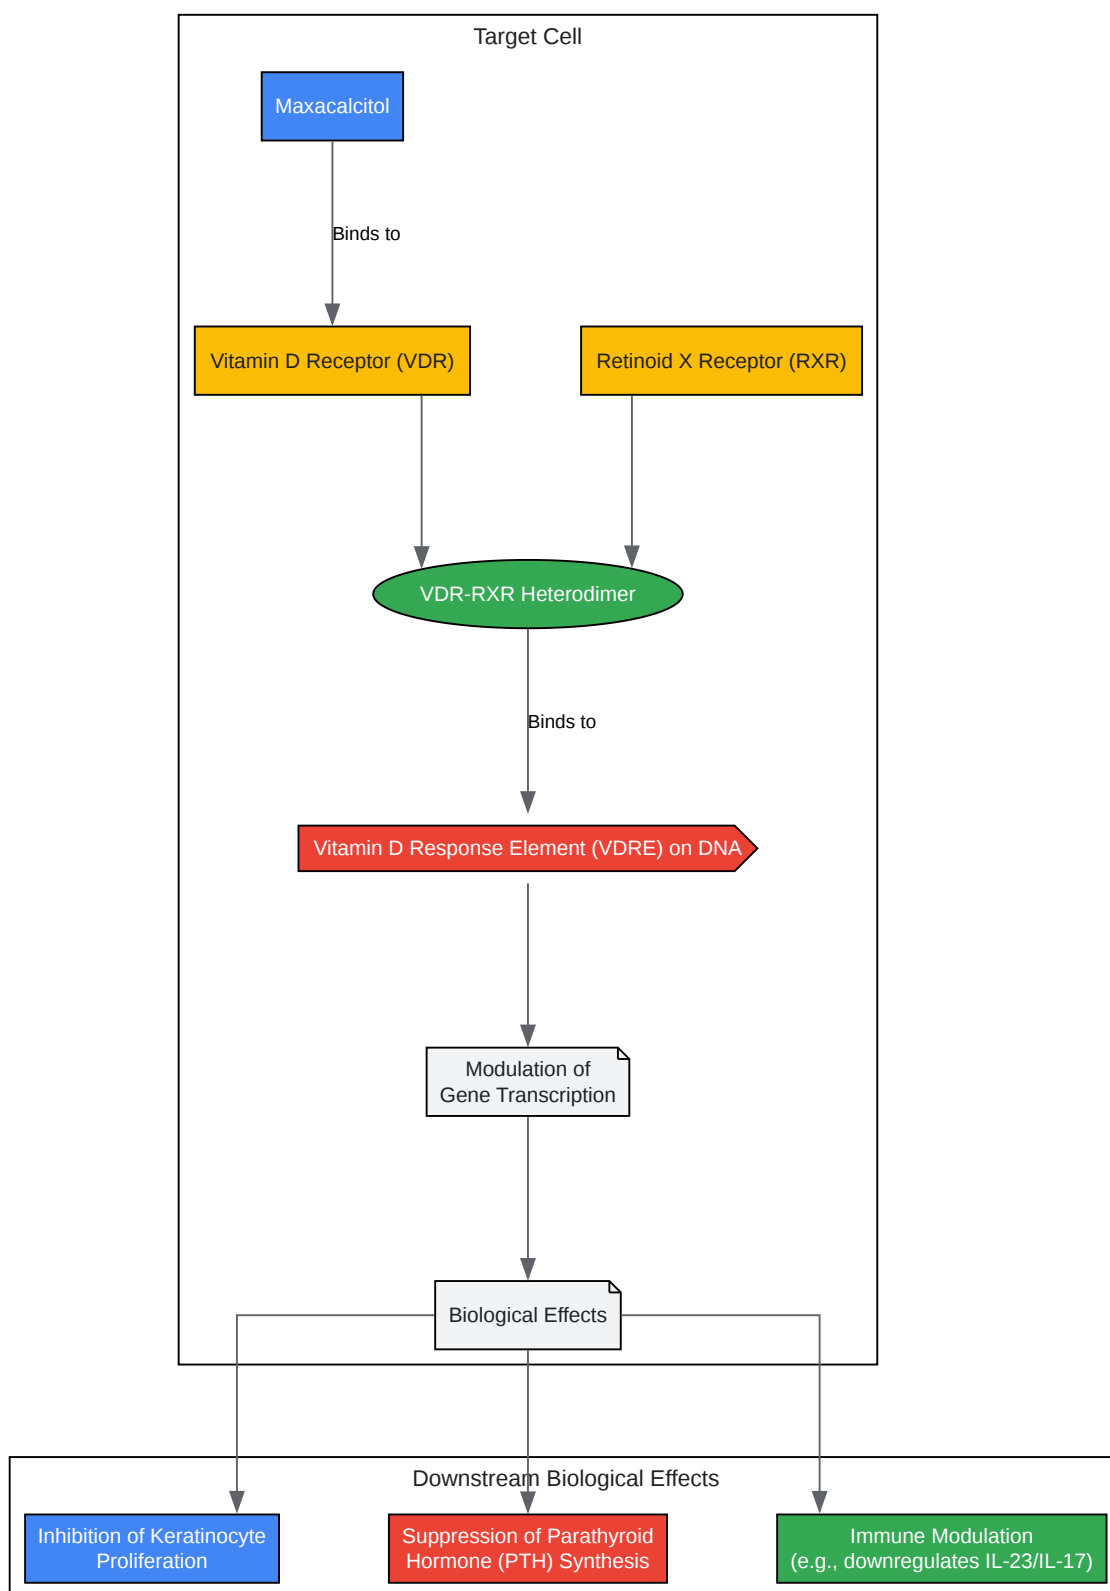 Target Cell
Maxacalcitol
Binds to
Vitamin D Receptor (VDR)
Retinoid X Receptor (RXR)
VDR-RXR Heterodimer
Binds to
Vitamin D Response Element (VDRE) on DNA
Modulation of
Gene Transcription
Biological Effects
Downstream Biological Effects
Inhibition of Keratinocyte
Proliferation
Suppression of Parathyroid
Hormone (PTH) Synthesis
Immune Modulation
(e.g., downregulates IL-23/IL-17)